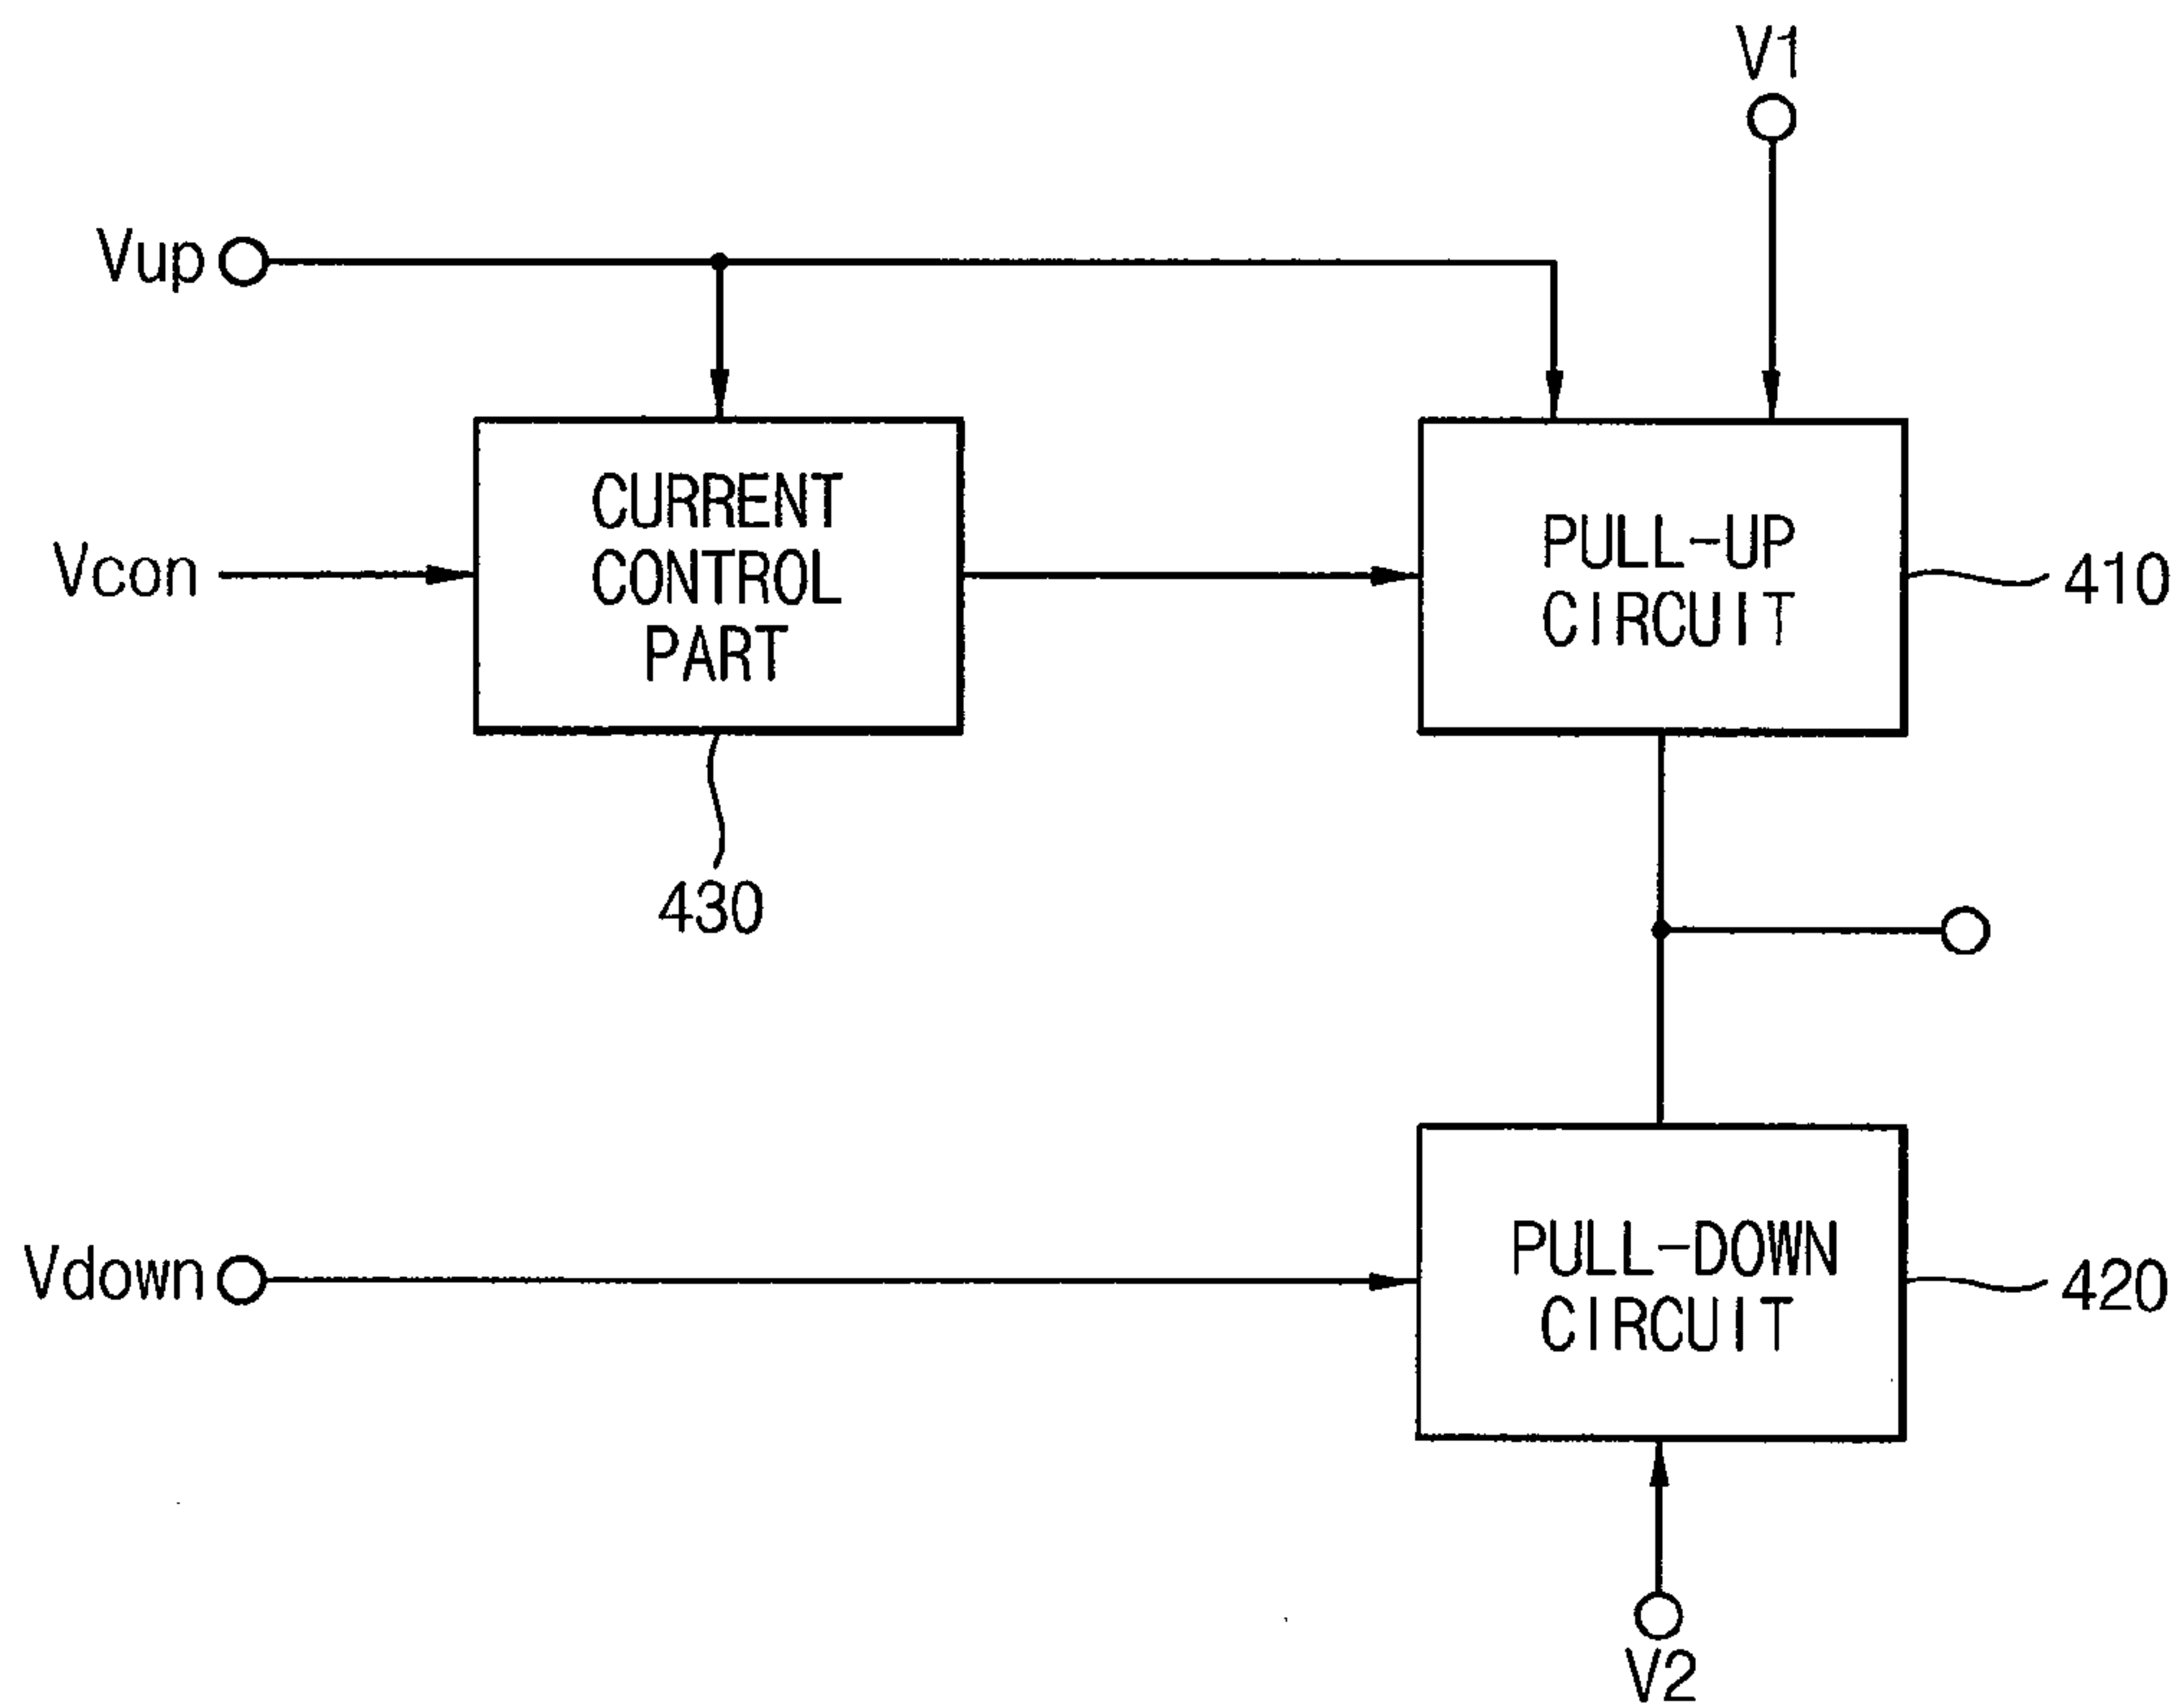 V1
Vup
CURRENT
CONTROL
PART
PULL-UP
CIRCUIT
Vcon
410
430
PULL-DOWN
CIRCUIT
Vdown
420
V2